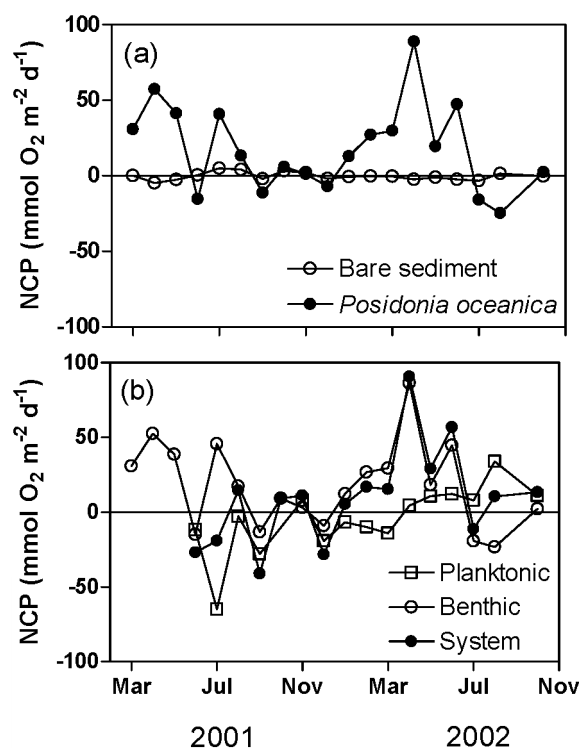 (a)
NCP (mmol O₂ m⁻² d⁻¹)
100
50
0
-50
-100
Bare sediment
Posidonia oceanica
(b)
NCP (mmol O₂ m⁻² d⁻¹)
100
50
0
-50
-100
Planktonic
Benthic
System
Mar Jul Nov Mar Jul Nov
2001 2002